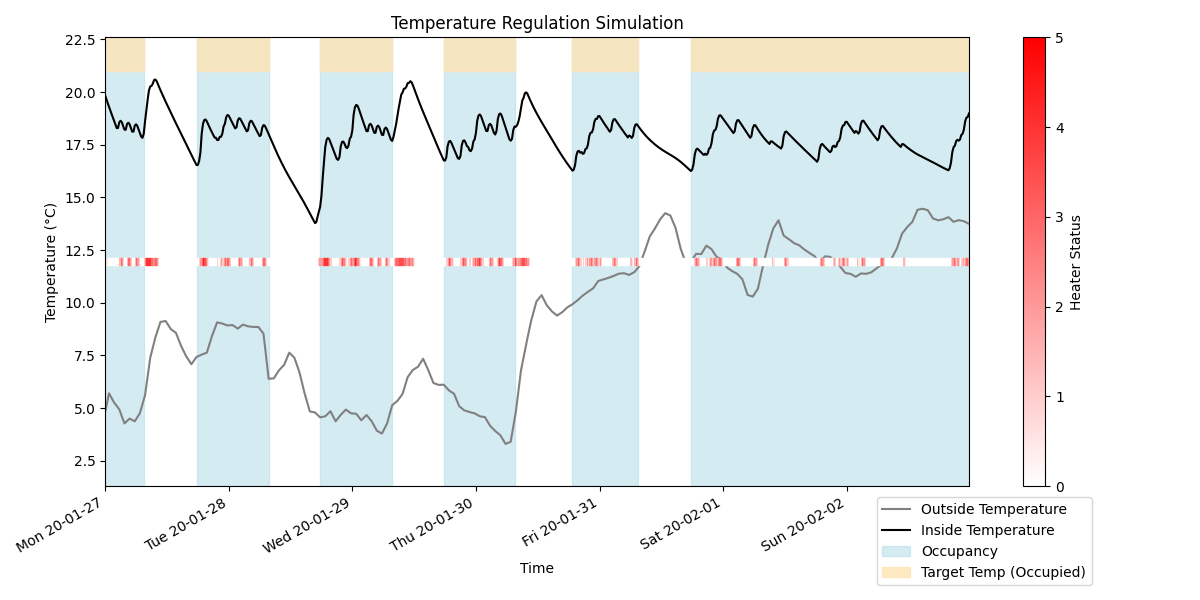 Temperature Regulation Simulation
22.5
20.0
17.5
15.0
12.5
10.0
7.5
5.0
2.5
Temperature (°C)
Mon 20-01-27
Tue 20-01-28
Wed 20-01-29
Thu 20-01-30
Fri 20-01-31
Sat 20-02-01
Sun 20-02-02
Time
5
4
3
2
1
0
Heater Status
Outside Temperature
Inside Temperature
Occupancy
Target Temp (Occupied)